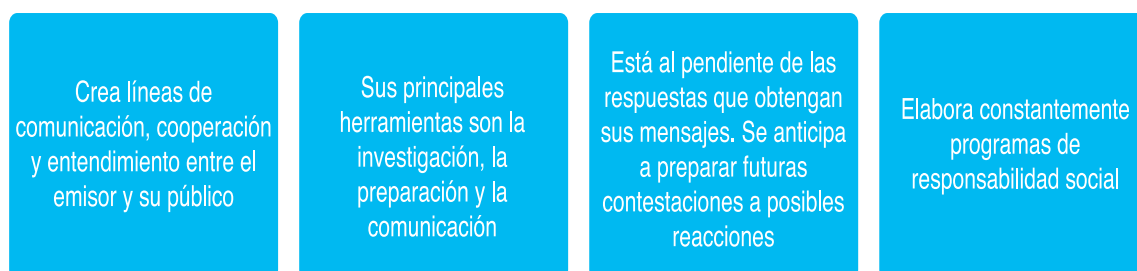 Crea líneas de
comunicación, cooperación
y entendimiento entre el
emisor y su público
Sus principales
herramientas son la
investigación, la
preparación y la
comunicación
Está al pendiente de las
respuestas que obtengan
sus mensajes. Se anticipa
a preparar futuras
contestaciones a posibles
reacciones
Elabora constantemente
programas de
responsabilidad social